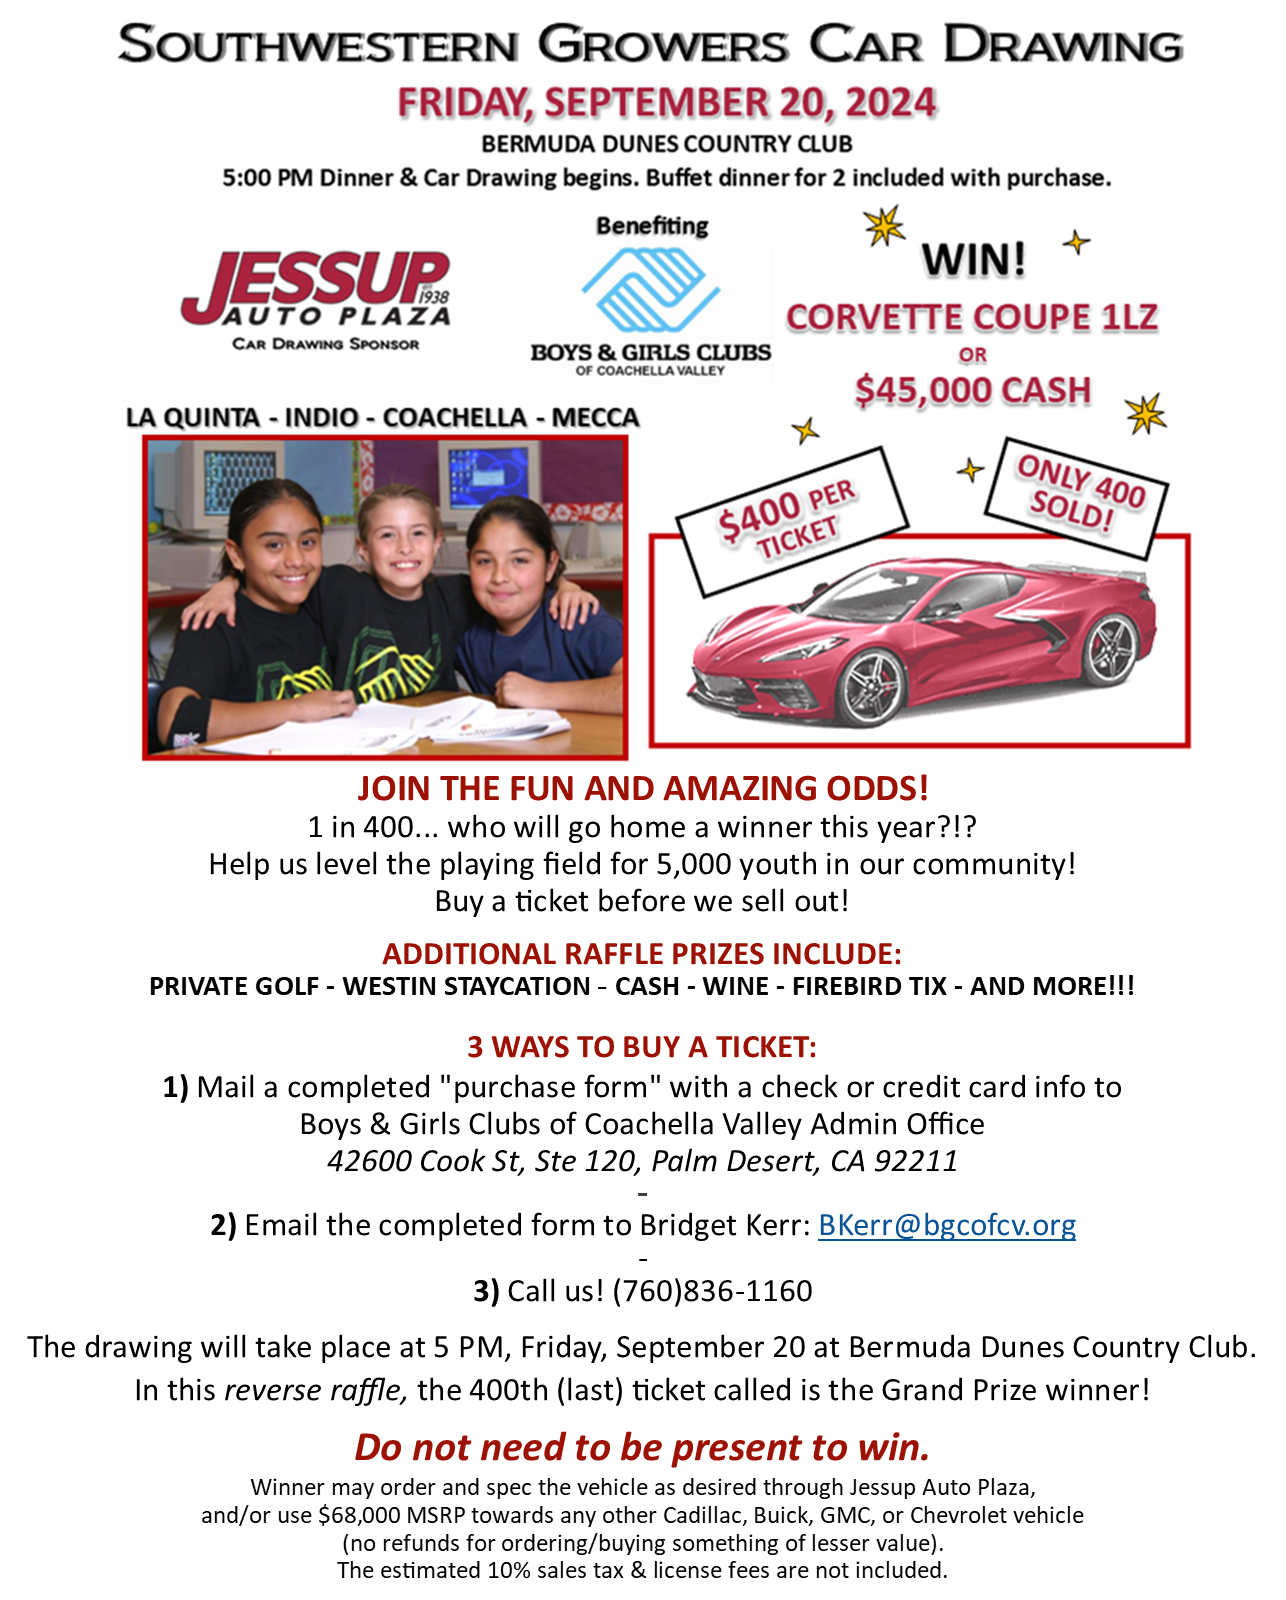 SOUTHWESTERN GROWERS CAR DRAWING
FRIDAY, SEPTEMBER 20, 2024
BERMUDA DUNES COUNTRY CLUB
5:00 PM Dinner & Car Drawing begins. Buffet dinner for 2 included with purchase.
JESSUP
EST
1938
AUTO PLAZA
CAR DRAWING SPONSOR
Benefiting
BOYS & GIRLS CLUBS
OF COACHELLA VALLEY
WIN!
CORVETTE COUPE 1LZ
OR
$45,000 CASH
LA QUINTA - INDIO - COACHELLA - MECCA
$400 PER
TICKET
ONLY 400
SOLD!
JOIN THE FUN AND AMAZING ODDS!
1 in 400... who will go home a winner this year?!?
Help us level the playing field for 5,000 youth in our community!
Buy a ticket before we sell out!
ADDITIONAL RAFFLE PRIZES INCLUDE:
PRIVATE GOLF - WESTIN STAYCATION - CASH - WINE - FIREBIRD TIX - AND MORE!!!
3 WAYS TO BUY A TICKET:
1) Mail a completed "purchase form" with a check or credit card info to
Boys & Girls Clubs of Coachella Valley Admin Office
42600 Cook St, Ste 120, Palm Desert, CA 92211
-
2) Email the completed form to Bridget Kerr: BKerr@bgcofcv.org
-
3) Call us! (760)836-1160
The drawing will take place at 5 PM, Friday, September 20 at Bermuda Dunes Country Club.
In this reverse raffle, the 400th (last) ticket called is the Grand Prize winner!
Do not need to be present to win.
Winner may order and spec the vehicle as desired through Jessup Auto Plaza,
and/or use $68,000 MSRP towards any other Cadillac, Buick, GMC, or Chevrolet vehicle
(no refunds for ordering/buying something of lesser value).
The estimated 10% sales tax & license fees are not included.